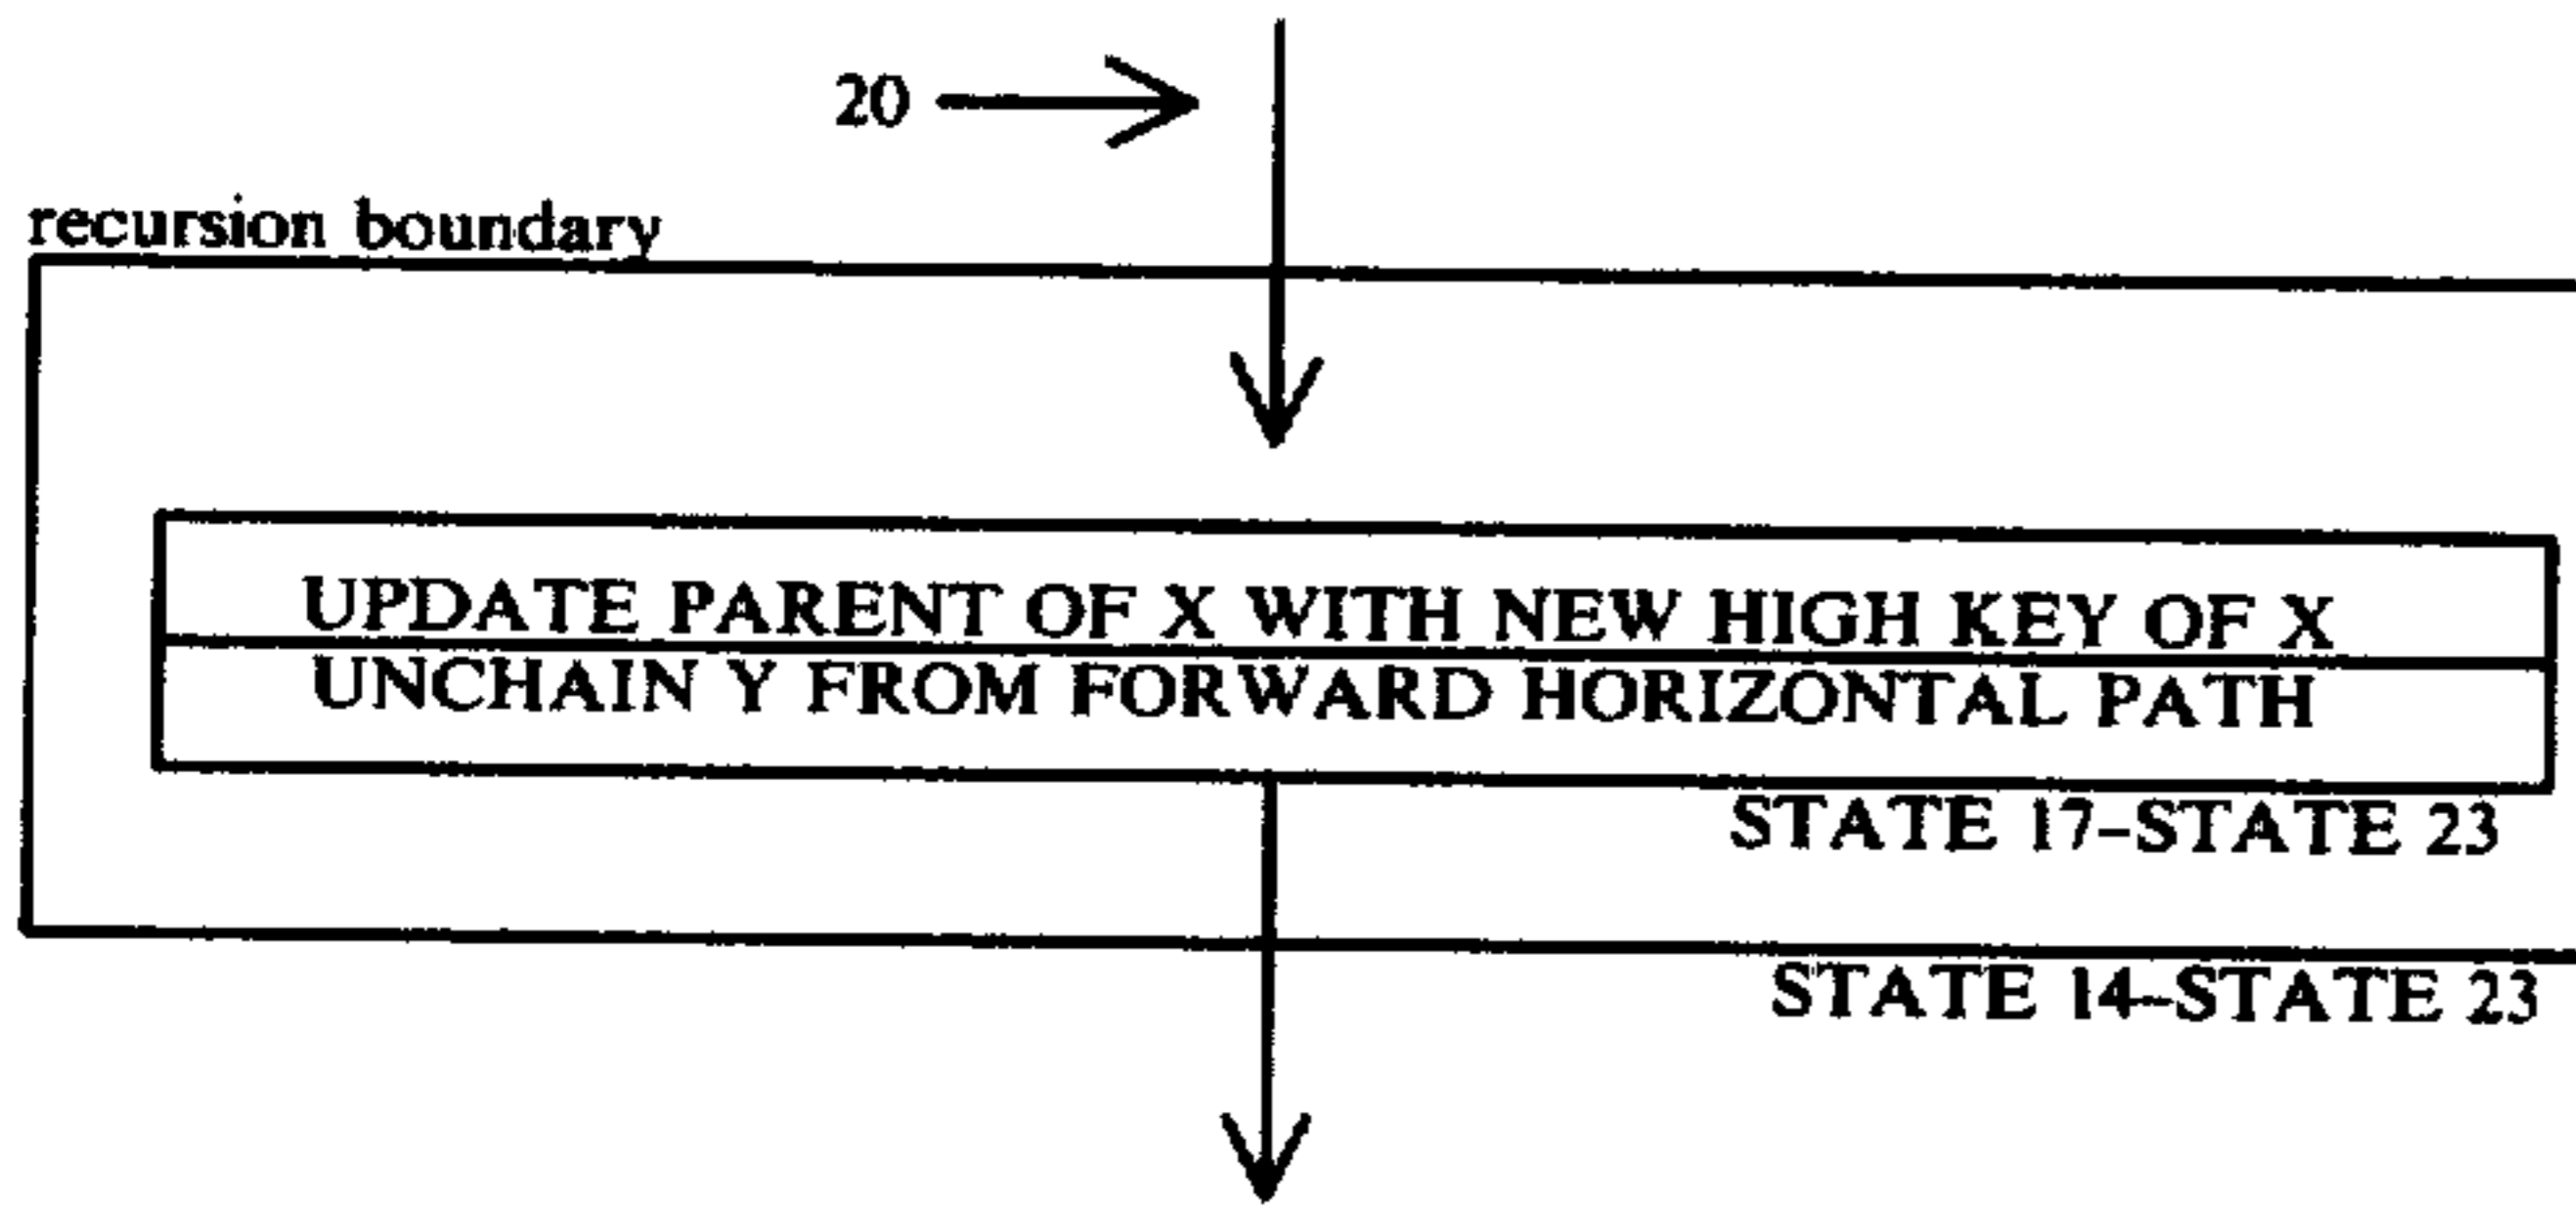 20
recursion boundary
UPDATE PARENT OF X WITH NEW HIGH KEY OF X
UNCHAIN Y FROM FORWARD HORIZONTAL PATH
STATE 17–STATE 23
STATE 14–STATE 23